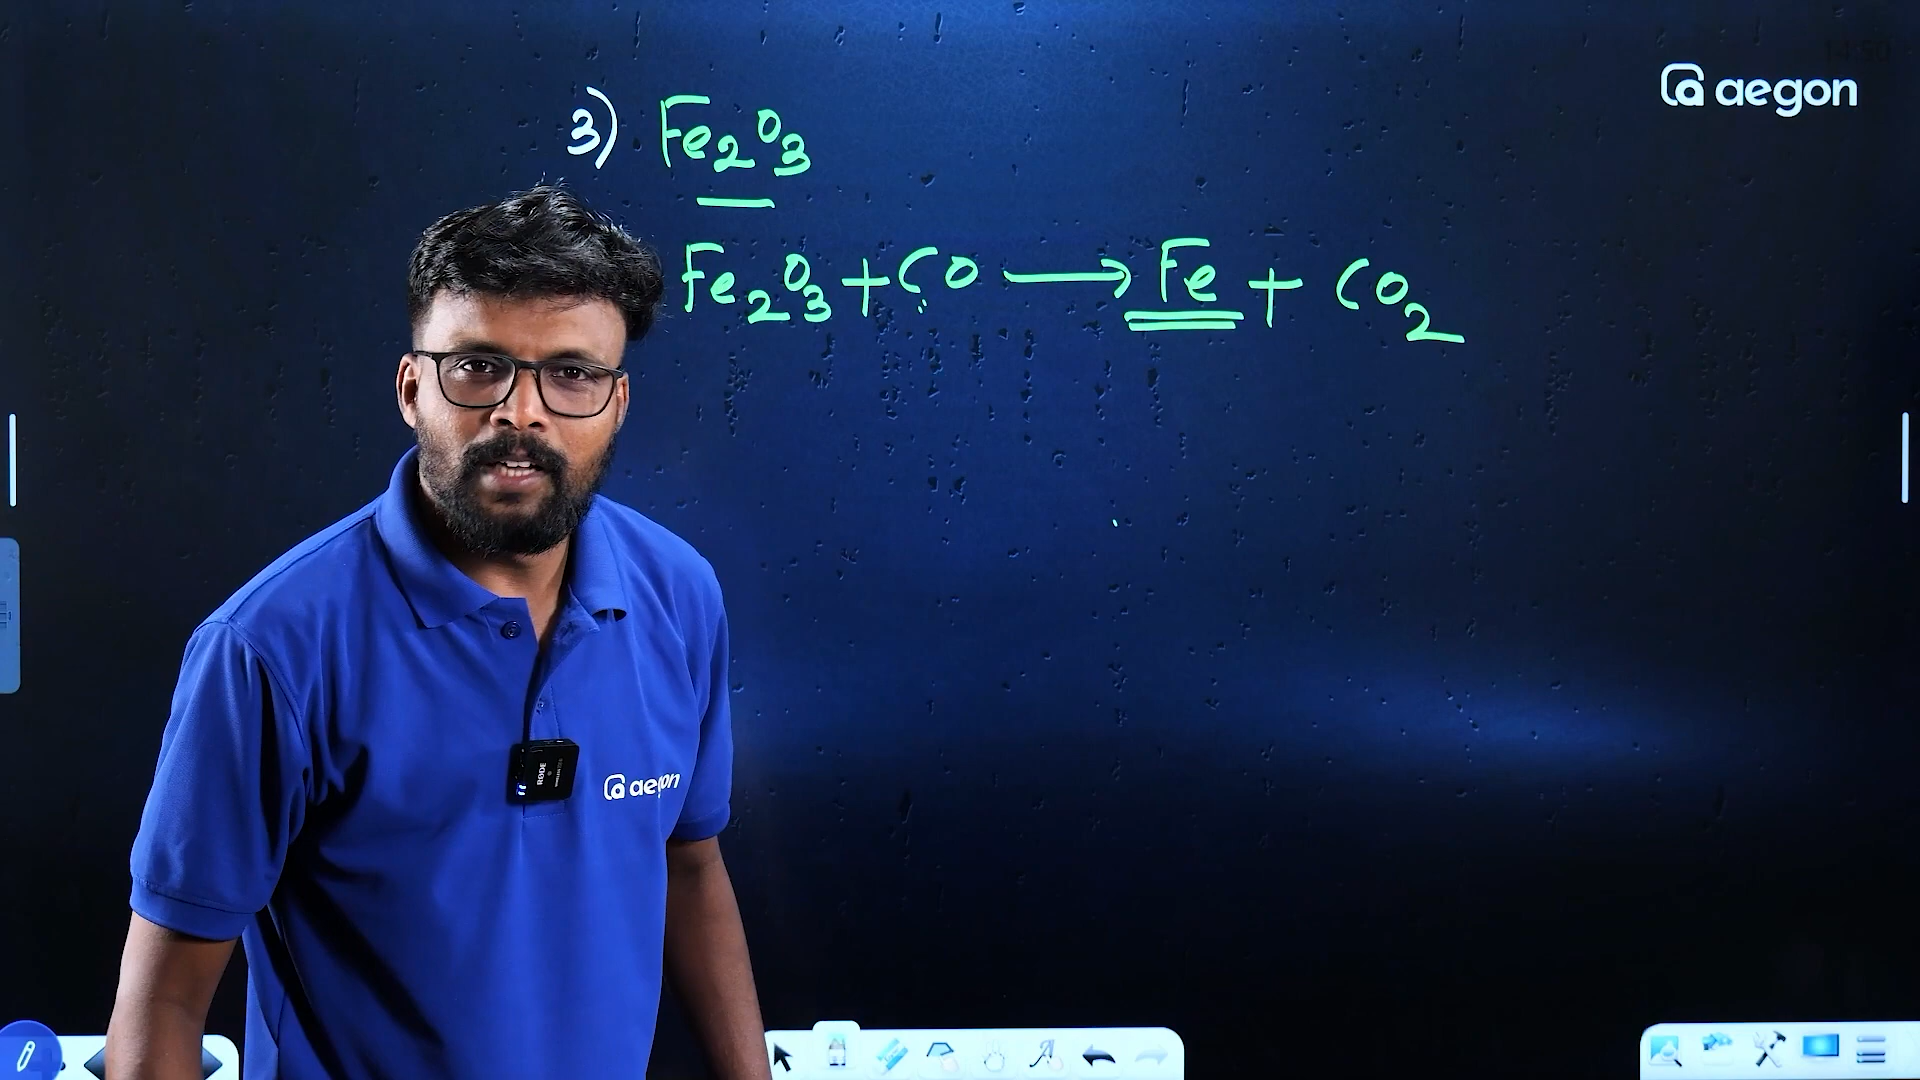 aegon
3) Fe₂O₃
Fe₂O₃ + CO → Fe + CO₂
RODE
aegon